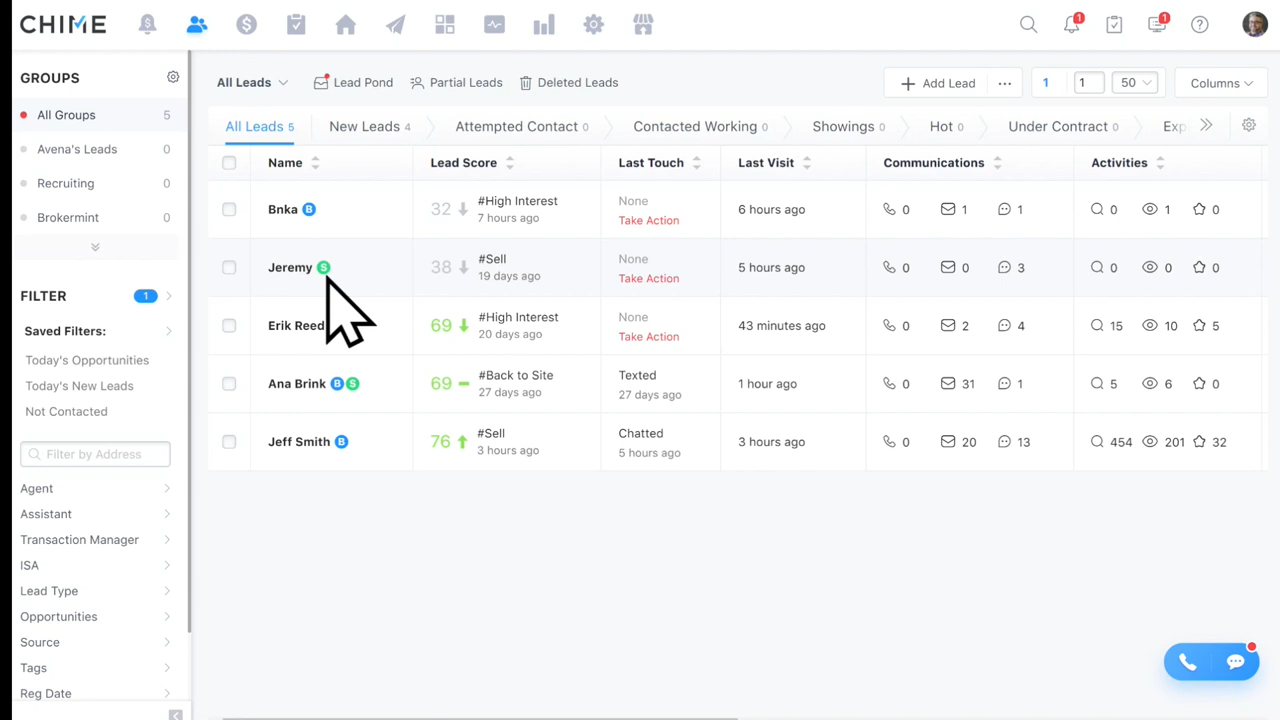 CHIME
1
1
GROUPS
All Groups 5
Avena's Leads 0
Recruiting 0
Brokermint 0
FILTER 1
Saved Filters:
Today's Opportunities
Today's New Leads
Not Contacted
Filter by Address
Agent
Assistant
Transaction Manager
ISA
Lead Type
Opportunities
Source
Tags
Reg Date
All Leads Lead Pond Partial Leads Deleted Leads Add Lead ... 1 1 50 Columns
All Leads 5 New Leads 4 Attempted Contact 0 Contacted Working 0 Showings 0 Hot 0 Under Contract 0 Exp
Name Lead Score Last Touch Last Visit Communications Activities
Bnka B 32 #High Interest None 6 hours ago 0 1 1 0 1 0
7 hours ago Take Action
Jeremy S 38 #Sell None 5 hours ago 0 0 3 0 0 0
19 days ago Take Action
Erik Reed 69 #High Interest None 43 minutes ago 0 2 4 15 10 5
20 days ago Take Action
Ana Brink B S 69 #Back to Site Texted 1 hour ago 0 31 1 5 6 0
27 days ago 27 days ago
Jeff Smith B 76 #Sell Chatted 3 hours ago 0 20 13 454 201 32
3 hours ago 5 hours ago